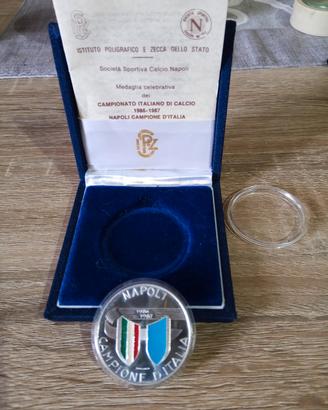 ISTITUTO POLIGRAFICO E ZECCA DELLO STATO
Società Sportiva Calcio Napoli
Medaglia celebrativa
del
CAMPIONATO ITALIANO DI CALCIO
1986-1987
NAPOLI CAMPIONE D'ITALIA
NAPOLI
1986
1987
CAMPIONE D'ITALIA